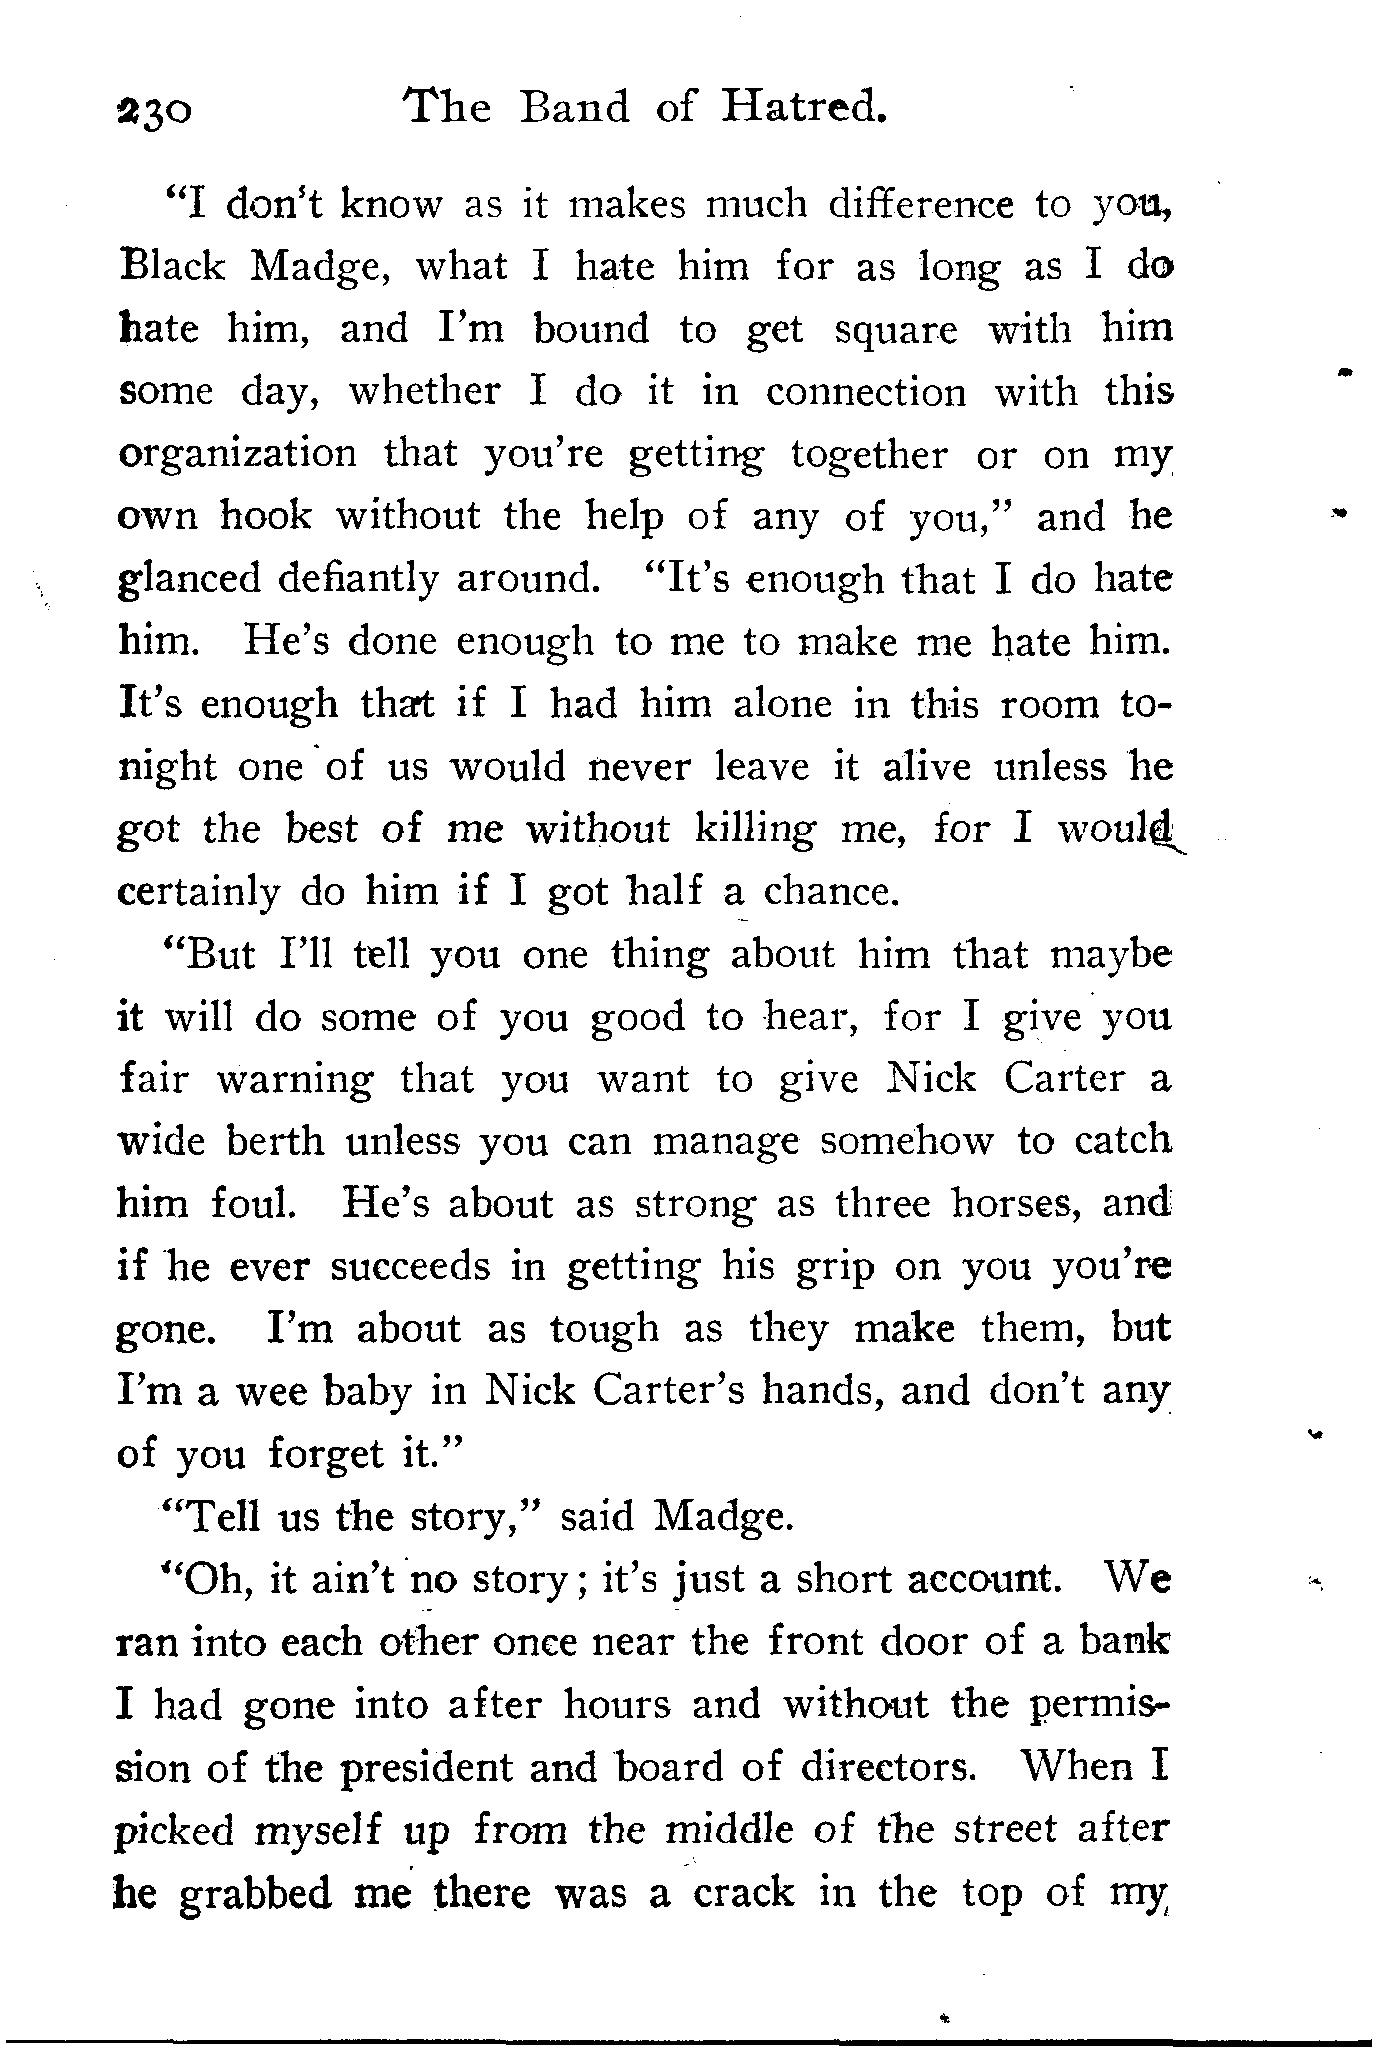 230 The Band of Hatred.
"I don't know as it makes much difference to you,
Black Madge, what I hate him for as long as I do
hate him, and I'm bound to get square with him
some day, whether I do it in connection with this
organization that you're getting together or on my
own hook without the help of any of you," and he
glanced defiantly around. "It's enough that I do hate
him. He's done enough to me to make me hate him.
It's enough that if I had him alone in this room to-
night one of us would never leave it alive unless he
got the best of me without killing me, for I would
certainly do him if I got half a chance.
"But I'll tell you one thing about him that maybe
it will do some of you good to hear, for I give you
fair warning that you want to give Nick Carter a
wide berth unless you can manage somehow to catch
him foul. He's about as strong as three horses, and
if he ever succeeds in getting his grip on you you're
gone. I'm about as tough as they make them, but
I'm a wee baby in Nick Carter's hands, and don't any
of you forget it."
"Tell us the story," said Madge.
"Oh, it ain't no story; it's just a short account. We
ran into each other once near the front door of a bank
I had gone into after hours and without the permis-
sion of the president and board of directors. When I
picked myself up from the middle of the street after
he grabbed me there was a crack in the top of my